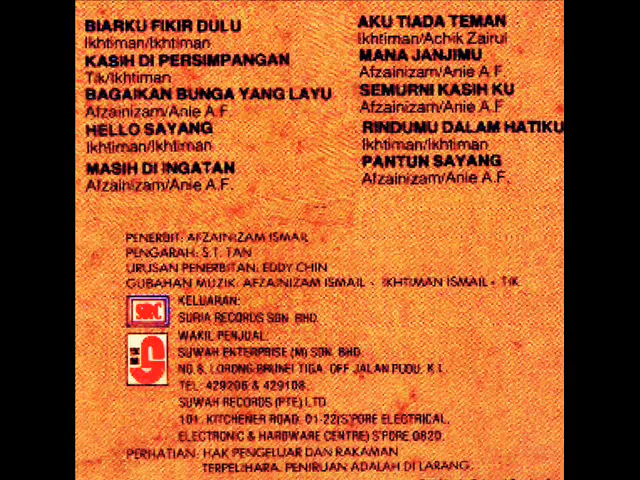 BIARKU FIKIR DULU
Ikhtiman/Ikhtiman
KASIH DI PERSIMPANGAN
Tik/Ikhtiman
BAGAIKAN BUNGA YANG LAYU
Afzainizam/Anie A.F.
HELLO SAYANG
Ikhtiman/Ikhtiman
MASIH DI INGATAN
Afzainizam/Anie A.F.
AKU TIADA TEMAN
Ikhtiman/Achik Zairul
MANA JANJIMU
Afzainizam/Anie A.F.
SEMURNI KASIH KU
Afzainizam/Anie A.F.
RINDUMU DALAM HATIKU
Ikhtiman/Ikhtiman
PANTUN SAYANG
Afzainizam/Anie A.F.
PENERBIT: AFZAINIZAM ISMAIL
PENGARAH: S.T. TAN
URUSAN PENERBITAN: EDDY CHIN
GUBAHAN MUZIK: AFZAINIZAM ISMAIL - IKHTIMAN ISMAIL - TIK
KELUARAN:
SURIA RECORDS SDN. BHD.
WAKIL PENJUAL:
SUWAH ENTERPRISE (M) SDN. BHD.
NO.8, LORONG BRUNEI TIGA, OFF JALAN PUDU, K.L.
TEL: 429206 & 429108.
SUWAH RECORDS (PTE) LTD.
101, KITCHENER ROAD, 01-22(S'PORE ELECTRICAL,
ELECTRONIC & HARDWARE CENTRE) S'PORE 0820.
PERHATIAN: HAK PENGELUAR DAN RAKAMAN
TERPELIHARA. PENIRUAN ADALAH DI LARANG.